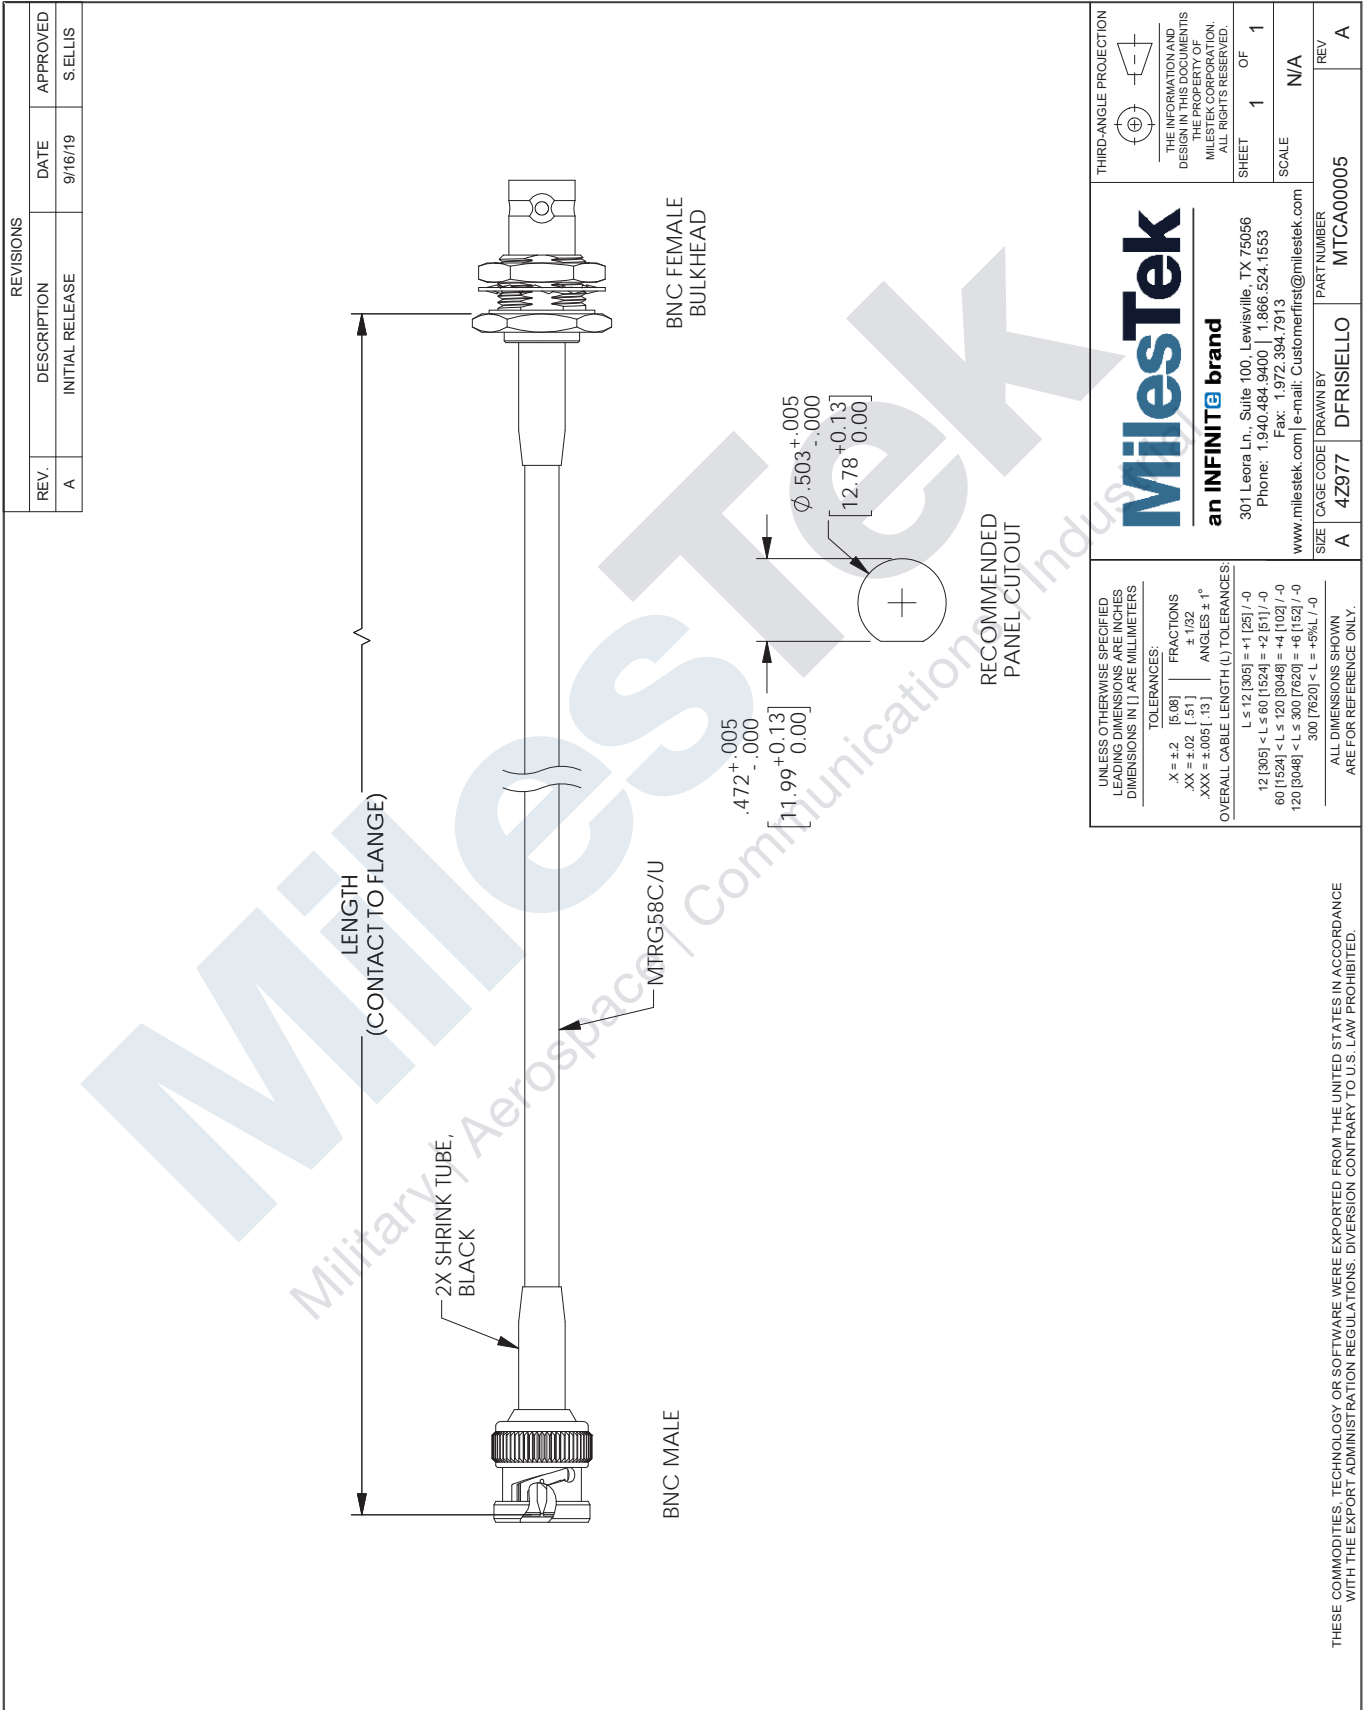 REVISIONS
REV. DESCRIPTION DATE APPROVED
A INITIAL RELEASE 9/16/19 S.ELLIS
LENGTH
(CONTACT TO FLANGE)
2X SHRINK TUBE,
BLACK
MTRG58C/U
BNC MALE
BNC FEMALE
BULKHEAD
.472 +.005
-.000
[11.99 +0.13
0.00]
Ø .503 +.005
-.000
[12.78 +0.13
0.00]
RECOMMENDED
PANEL CUTOUT
MilesTek
Military | Aerospace | Communications | Industrial
UNLESS OTHERWISE SPECIFIED
LEADING DIMENSIONS ARE INCHES
DIMENSIONS IN [ ] ARE MILLIMETERS
TOLERANCES:
.X = ±.2 [5.08] FRACTIONS
.XX = ±.02 [ .51 ] ± 1/32
.XXX = ±.005 [ .13 ] ANGLES ± 1°
OVERALL CABLE LENGTH (L) TOLERANCES:
L ≤ 12 [305] = +1 [25] / -0
12 [305] < L ≤ 60 [1524] = +2 [51] / -0
60 [1524] < L ≤ 120 [3048] = +4 [102] / -0
120 [3048] < L ≤ 300 [7620] = +6 [152] / -0
300 [7620] < L = +5%L / -0
ALL DIMENSIONS SHOWN
ARE FOR REFERENCE ONLY.
MilesTek
an INFINITe brand
301 Leora Ln., Suite 100, Lewisville, TX 75056
Phone: 1.940.484.9400 | 1.866.524.1553
Fax: 1.972.394.7913
www.milestek.com | e-mail: Customerfirst@milestek.com
THIRD-ANGLE PROJECTION
THE INFORMATION AND
DESIGN IN THIS DOCUMENTIS
THE PROPERTY OF
MILESTEK CORPORATION.
ALL RIGHTS RESERVED.
SHEET 1 OF 1
SCALE N/A
SIZE A
CAGE CODE 4Z977
DRAWN BY DFRISIELLO
PART NUMBER MTCA00005
REV A
THESE COMMODITIES, TECHNOLOGY OR SOFTWARE WERE EXPORTED FROM THE UNITED STATES IN ACCORDANCE
WITH THE EXPORT ADMINISTRATION REGULATIONS. DIVERSION CONTRARY TO U.S. LAW PROHIBITED.